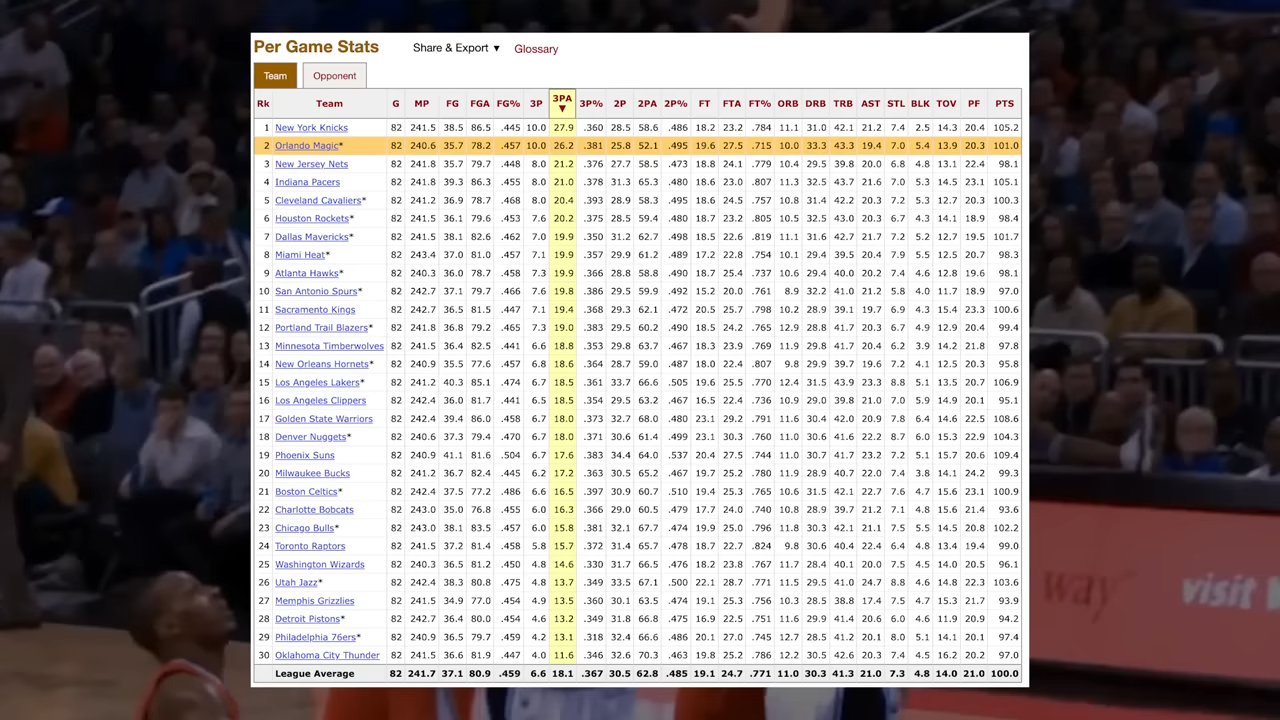 Per Game Stats Share & Export ▼ Glossary
Team Opponent
Rk Team G MP FG FGA FG% 3P 3PA ▼ 3P% 2P 2PA 2P% FT FTA FT% ORB DRB TRB AST STL BLK TOV PF PTS
1 New York Knicks 82 241.5 38.5 86.5 .445 10.0 27.9 .360 28.5 58.6 .486 18.2 23.2 .784 11.1 31.0 42.1 21.2 7.4 2.5 14.3 20.4 105.2
2 Orlando Magic* 82 240.6 35.7 78.2 .457 10.0 26.2 .381 25.8 52.1 .495 19.6 27.5 .715 10.0 33.3 43.3 19.4 7.0 5.4 13.9 20.3 101.0
3 New Jersey Nets 82 241.8 35.7 79.7 .448 8.0 21.2 .376 27.7 58.5 .474 18.8 24.1 .779 10.4 29.5 39.8 20.0 6.8 4.8 13.1 22.4 98.1
4 Indiana Pacers 82 241.8 39.3 86.3 .455 8.0 21.0 .378 31.3 65.3 .480 18.6 23.0 .807 11.3 32.5 43.7 21.6 7.0 5.3 14.5 23.1 105.1
5 Cleveland Cavaliers* 82 241.2 36.9 78.7 .468 8.0 20.4 .393 28.9 58.3 .495 18.6 24.5 .757 10.8 31.4 42.2 20.3 7.2 5.3 12.7 20.3 100.3
6 Houston Rockets* 82 241.5 36.1 79.6 .453 7.6 20.2 .375 28.5 59.4 .480 18.7 23.2 .805 10.5 32.5 43.0 20.3 6.7 4.3 14.1 18.9 98.4
7 Dallas Mavericks* 82 241.5 38.1 82.6 .462 7.0 19.9 .350 31.2 62.7 .498 18.5 22.6 .819 11.1 31.6 42.7 21.7 7.2 5.2 12.7 19.5 101.7
8 Miami Heat* 82 243.4 37.0 81.0 .457 7.1 19.9 .357 29.9 61.2 .489 17.2 22.8 .754 10.1 29.4 39.5 20.4 7.9 5.5 12.5 20.7 98.3
9 Atlanta Hawks* 82 240.3 36.0 78.7 .458 7.3 19.9 .366 28.8 58.8 .490 18.7 25.4 .737 10.6 29.4 40.0 20.2 7.4 4.6 12.8 19.6 98.1
10 San Antonio Spurs* 82 242.7 37.1 79.7 .466 7.6 19.8 .386 29.5 59.9 .492 15.2 20.0 .761 8.9 32.2 41.0 21.2 5.8 4.0 11.7 18.9 97.0
11 Sacramento Kings 82 242.7 36.5 81.5 .447 7.1 19.4 .368 29.3 62.1 .472 20.5 25.7 .798 10.2 28.9 39.1 19.7 6.9 4.3 15.4 23.3 100.6
12 Portland Trail Blazers* 82 241.8 36.8 79.2 .465 7.3 19.0 .383 29.5 60.2 .490 18.5 24.2 .765 12.9 28.8 41.7 20.3 6.7 4.9 12.9 20.4 99.4
13 Minnesota Timberwolves 82 241.5 36.4 82.5 .441 6.6 18.8 .353 29.8 63.7 .467 18.3 23.9 .769 11.9 29.8 41.7 20.4 6.2 3.9 14.2 21.8 97.8
14 New Orleans Hornets* 82 240.9 35.5 77.6 .457 6.8 18.6 .364 28.7 59.0 .487 18.0 22.4 .807 9.8 29.9 39.7 19.6 7.2 4.1 12.5 20.3 95.8
15 Los Angeles Lakers* 82 241.2 40.3 85.1 .474 6.7 18.5 .361 33.7 66.6 .505 19.6 25.5 .770 12.4 31.5 43.9 23.3 8.8 5.1 13.5 20.7 106.9
16 Los Angeles Clippers 82 242.4 36.0 81.7 .441 6.5 18.5 .354 29.5 63.2 .467 16.5 22.4 .736 10.9 29.0 39.8 21.0 7.0 5.9 14.9 20.1 95.1
17 Golden State Warriors 82 242.4 39.4 86.0 .458 6.7 18.0 .373 32.7 68.0 .480 23.1 29.2 .791 11.6 30.4 42.0 20.9 7.8 6.4 14.6 22.5 108.6
18 Denver Nuggets* 82 240.6 37.3 79.4 .470 6.7 18.0 .371 30.6 61.4 .499 23.1 30.3 .760 11.0 30.6 41.6 22.2 8.7 6.0 15.3 22.9 104.3
19 Phoenix Suns 82 240.9 41.1 81.6 .504 6.7 17.6 .383 34.4 64.0 .537 20.4 27.5 .744 11.0 30.7 41.7 23.2 7.2 5.1 15.7 20.6 109.4
20 Milwaukee Bucks 82 241.2 36.7 82.4 .445 6.2 17.2 .363 30.5 65.2 .467 19.7 25.2 .780 11.9 28.9 40.7 22.0 7.4 3.8 14.1 24.2 99.3
21 Boston Celtics* 82 242.4 37.5 77.2 .486 6.6 16.5 .397 30.9 60.7 .510 19.4 25.3 .765 10.6 31.5 42.1 22.7 7.6 4.7 15.6 23.1 100.9
22 Charlotte Bobcats 82 243.0 35.0 76.8 .455 6.0 16.3 .366 29.0 60.5 .479 17.7 24.0 .740 10.8 28.9 39.7 21.2 7.1 4.8 15.6 21.4 93.6
23 Chicago Bulls* 82 243.0 38.1 83.5 .457 6.0 15.8 .381 32.1 67.7 .474 19.9 25.0 .796 11.8 30.3 42.1 21.1 7.5 5.5 14.5 20.8 102.2
24 Toronto Raptors 82 241.5 37.2 81.4 .458 5.8 15.7 .372 31.4 65.7 .478 18.7 22.7 .824 9.8 30.6 40.4 22.4 6.4 4.8 13.4 19.4 99.0
25 Washington Wizards 82 240.3 36.5 81.2 .450 4.8 14.6 .330 31.7 66.5 .476 18.2 23.8 .767 11.7 28.4 40.1 20.0 7.5 4.5 14.0 20.5 96.1
26 Utah Jazz* 82 242.4 38.3 80.8 .475 4.8 13.7 .349 33.5 67.1 .500 22.1 28.7 .771 11.5 29.5 41.0 24.7 8.8 4.6 14.8 22.3 103.6
27 Memphis Grizzlies 82 241.5 34.9 77.0 .454 4.9 13.5 .360 30.1 63.5 .474 19.1 25.3 .756 10.3 28.5 38.8 17.4 7.5 4.7 15.3 21.7 93.9
28 Detroit Pistons* 82 242.7 36.4 80.0 .454 4.6 13.2 .349 31.8 66.8 .475 16.9 22.5 .751 11.6 29.9 41.4 20.6 6.0 4.6 11.9 20.9 94.2
29 Philadelphia 76ers* 82 240.9 36.5 79.7 .459 4.2 13.1 .318 32.4 66.6 .486 20.1 27.0 .745 12.7 28.5 41.2 20.1 8.0 5.1 14.1 20.1 97.4
30 Oklahoma City Thunder 82 241.5 36.6 81.9 .447 4.0 11.6 .346 32.6 70.3 .463 19.8 25.2 .786 12.2 30.5 42.6 20.3 7.4 4.5 16.2 20.2 97.0
League Average 82 241.7 37.1 80.9 .459 6.6 18.1 .367 30.5 62.8 .485 19.1 24.7 .771 11.0 30.3 41.3 21.0 7.3 4.8 14.0 21.0 100.0
way visit